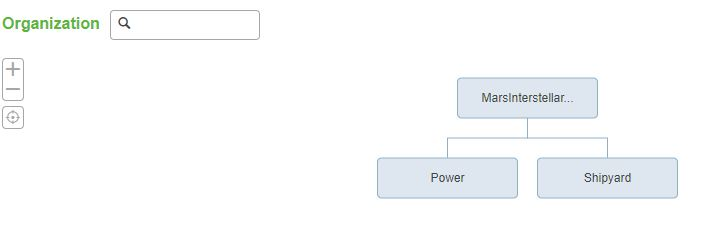 Organization
MarsInterstellar...
Power
Shipyard